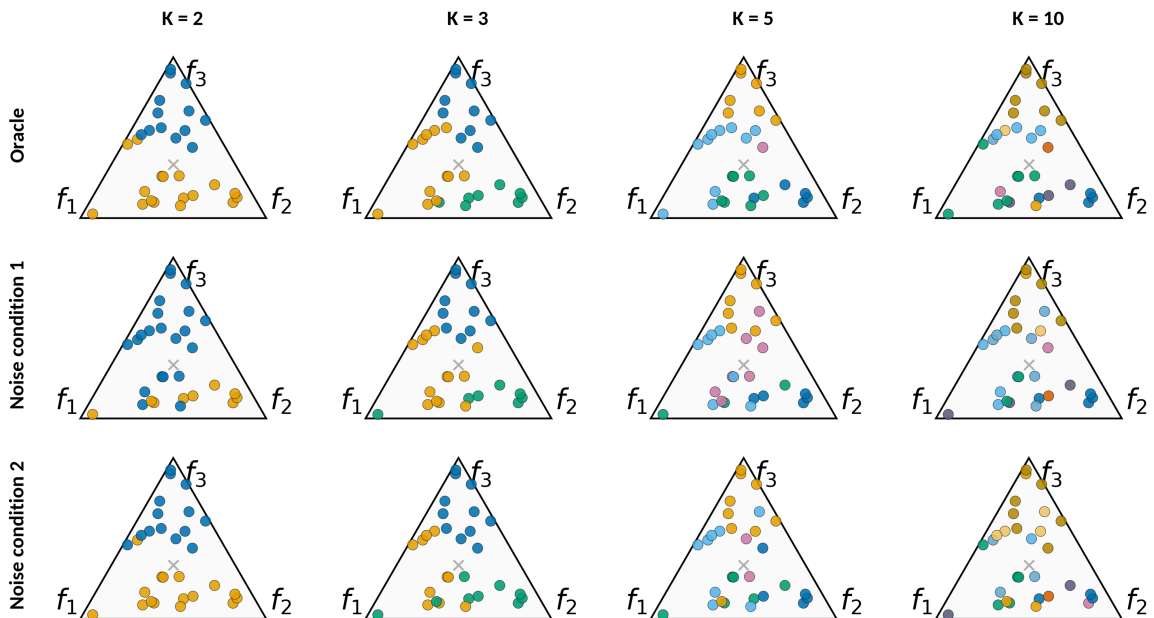 K = 2 K = 3 K = 5 K = 10
Oracle
f3 f3 f3 f3
f1 f2 f1 f2 f1 f2 f1 f2
Noise condition 1
f3 f3 f3 f3
f1 f2 f1 f2 f1 f2 f1 f2
Noise condition 2
f3 f3 f3 f3
f1 f2 f1 f2 f1 f2 f1 f2